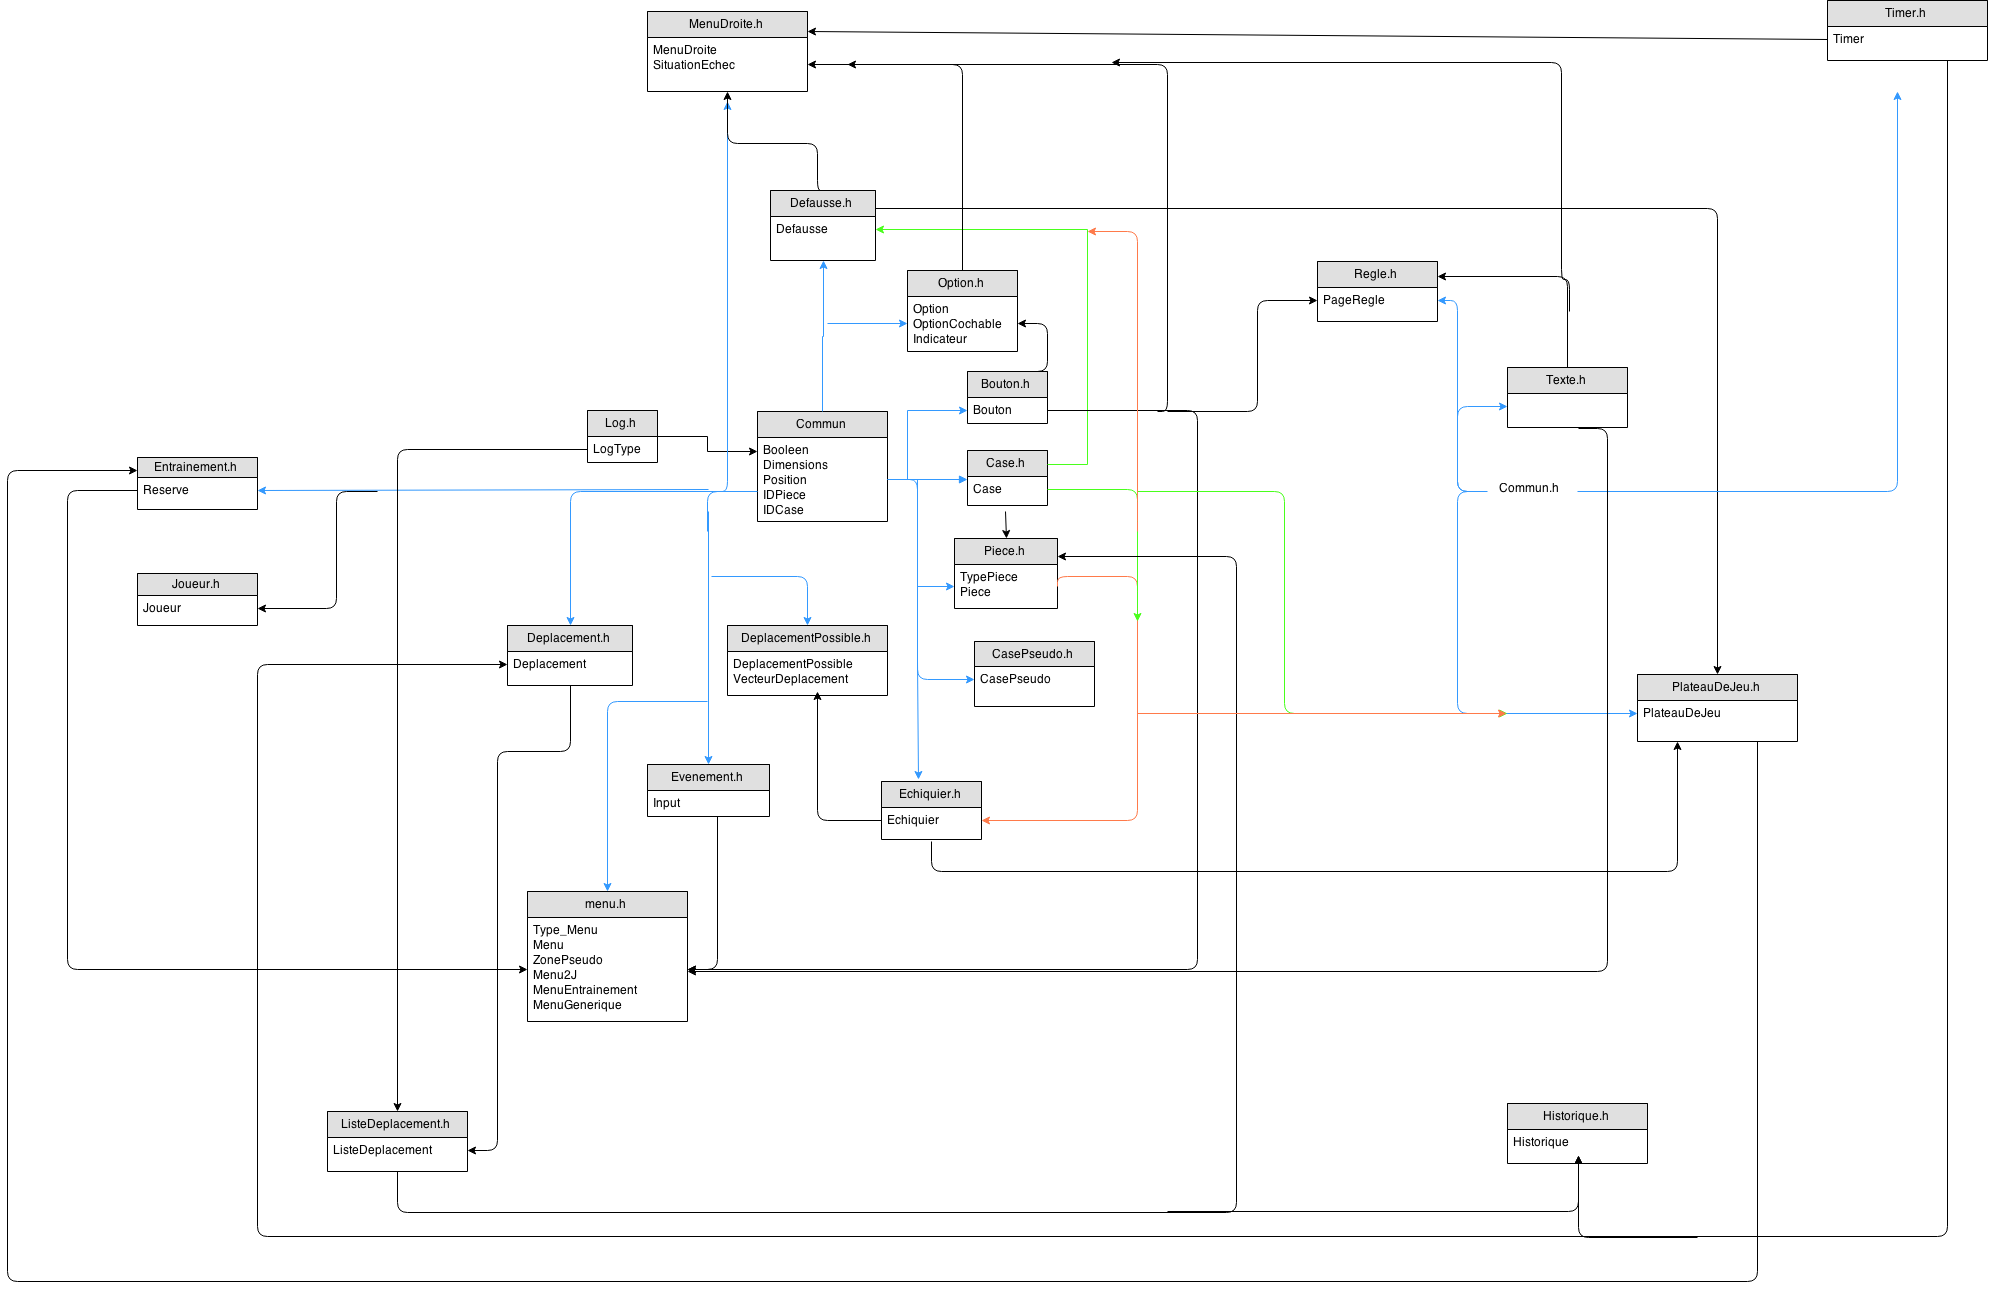 MenuDroite.h
MenuDroite
SituationEchec
Timer.h
Timer
Defausse.h
Defausse
Option.h
Option
OptionCochable
Indicateur
Regle.h
PageRegle
Bouton.h
Bouton
Texte.h
Log.h
LogType
Commun
Booleen
Dimensions
Position
IDPiece
IDCase
Case.h
Case
Entrainement.h
Reserve
Commun.h
Piece.h
TypePiece
Piece
Joueur.h
Joueur
Deplacement.h
Deplacement
DeplacementPossible.h
DeplacementPossible
VecteurDeplacement
CasePseudo.h
CasePseudo
PlateauDeJeu.h
PlateauDeJeu
Evenement.h
Input
Echiquier.h
Echiquier
menu.h
Type_Menu
Menu
ZonePseudo
Menu2J
MenuEntrainement
MenuGenerique
ListeDeplacement.h
ListeDeplacement
Historique.h
Historique